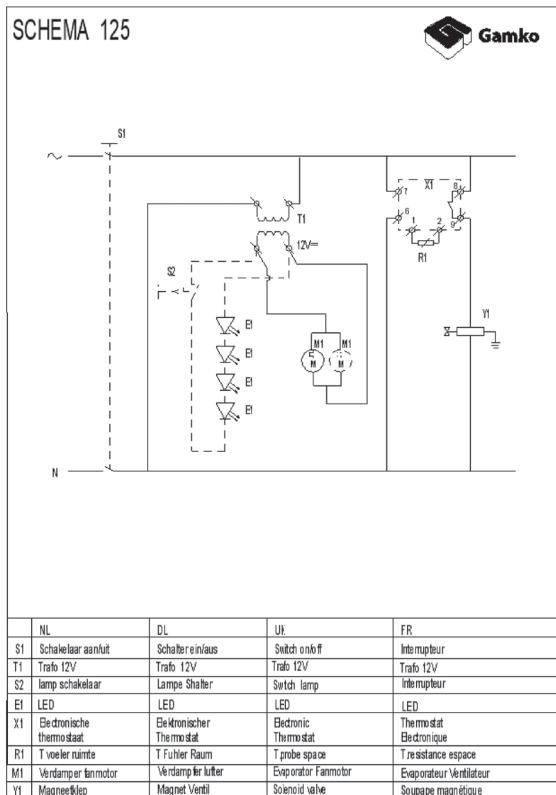 SCHEMA 125
Gamko
S1
~
7
X1
8
6
1
2
9
T1
12V=
R1
S2
E1
E1
E1
E1
M1
M1
M
M
Y1
N
NL DL UK FR
S1 Schakelaar aan/uit Schalter ein/aus Switch on/off Interrupteur
T1 Trafo 12V Trafo 12V Trafo 12V Trafo 12V
S2 lamp schakelaar Lampe Shalter Switch lamp Interrupteur
E1 LED LED LED LED
X1 Electronische Elektronischer Electronic Thermostat
thermostaat Thermostat Thermostat Electronique
R1 T voeler ruimte T Fuhler Raum T.probe space T.resistance espace
M1 Verdamper fanmotor Verdampfer lufter Evaporator Fanmotor Evaporateur Ventilateur
Y1 Magneetklep Magnet Ventil Solenoid valve Soupape magnétique